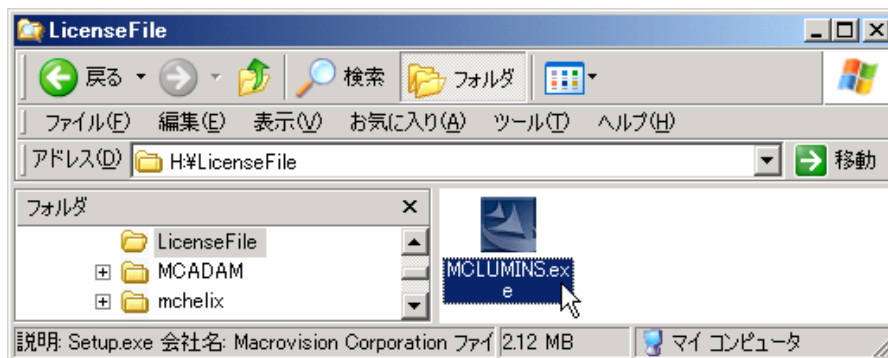 LicenseFile
戻る 検索 フォルダ
ファイル(F) 編集(E) 表示(V) お気に入り(A) ツール(T) ヘルプ(H)
アドレス(D) H:¥LicenseFile 移動
フォルダ ×
LicenseFile
MCADAM
mchelix
MCLUMINS.ex
e
説明: Setup.exe 会社名: Macrovision Corporation ファイ 2.12 MB マイ コンピュータ